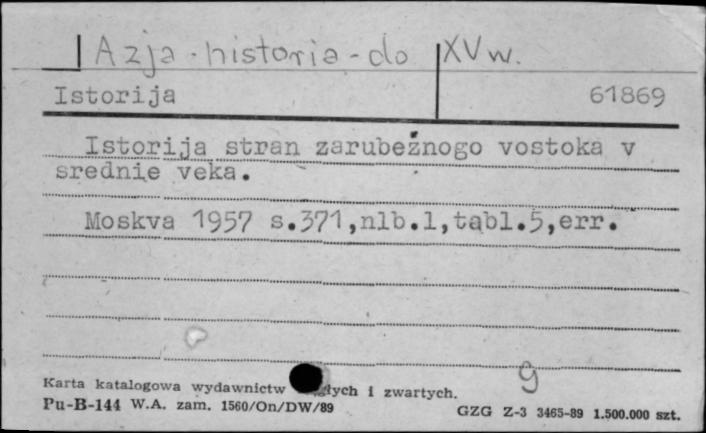 Azja - historia - do XV w.
Istorija 61869
Istorija stran zarubežnogo vostoka v
srednie veka.
Moskva 1957 s.371,nlb.1,tabl.5,err.
9
Karta katalogowa wydawnictw i zwartych.
Pu-B-144 W.A. zam. 1560/On/DW/89
GZG Z-3 3465-89 1.500.000 szt.